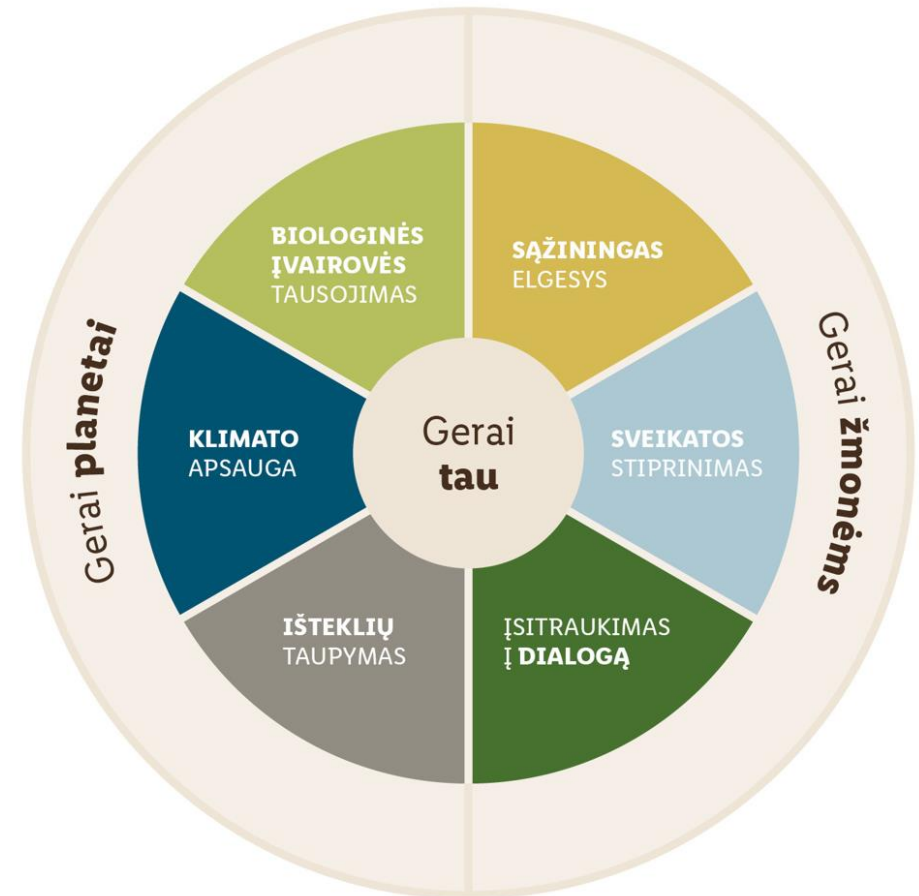 BIOLOGINĖS
ĮVAIROVĖS
TAUSOJIMAS
SĄŽININGAS
ELGESYS
Gerai planetai
KLIMATO
APSAUGA
Gerai
tau
SVEIKATOS
STIPRINIMAS
Gerai žmonėms
IŠTEKLIŲ
TAUPYMAS
ĮSITRAUKIMAS
Į DIALOGĄ